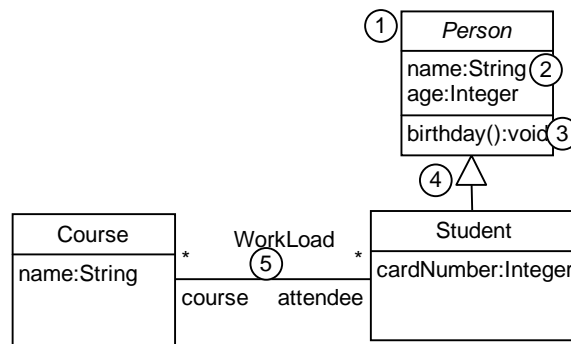 1
Person
name:String 2
age:Integer
birthday():void 3
4
Course
WorkLoad
Student
name:String
*
5
*
cardNumber:Integer
course
attendee